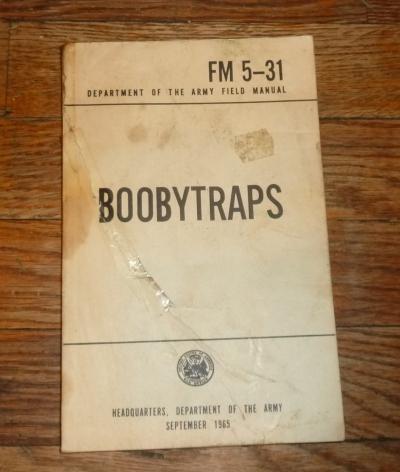 FM 5-31
DEPARTMENT OF THE ARMY FIELD MANUAL
BOOBYTRAPS
HEADQUARTERS, DEPARTMENT OF THE ARMY
SEPTEMBER 1965